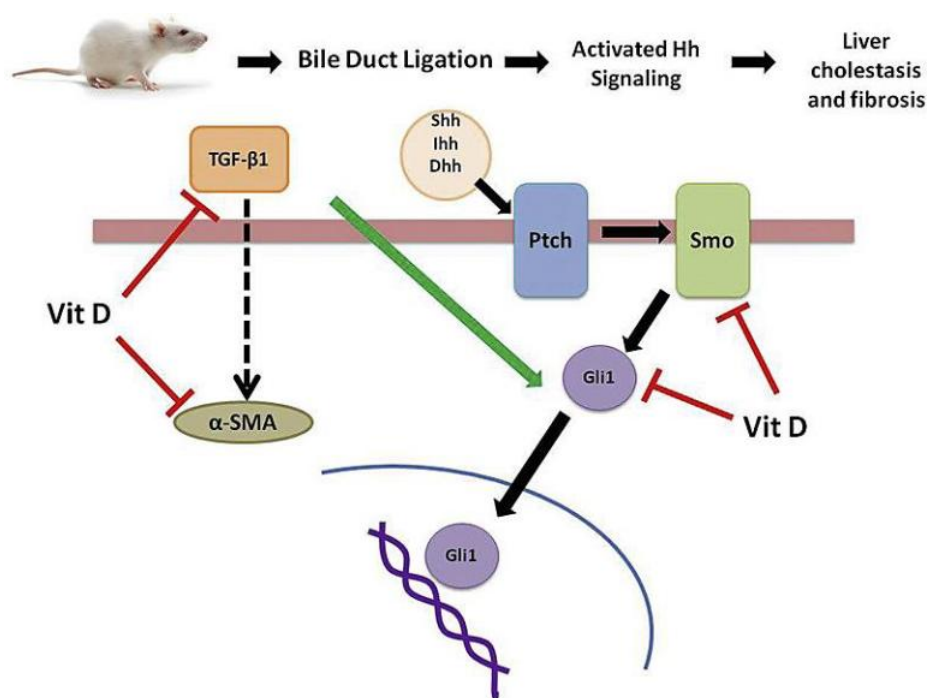 Bile Duct Ligation
Activated Hh
Signaling
Liver
cholestasis
and fibrosis
TGF-β1
Shh
Ihh
Dhh
Ptch
Smo
Vit D
α-SMA
Gli1
Vit D
Gli1